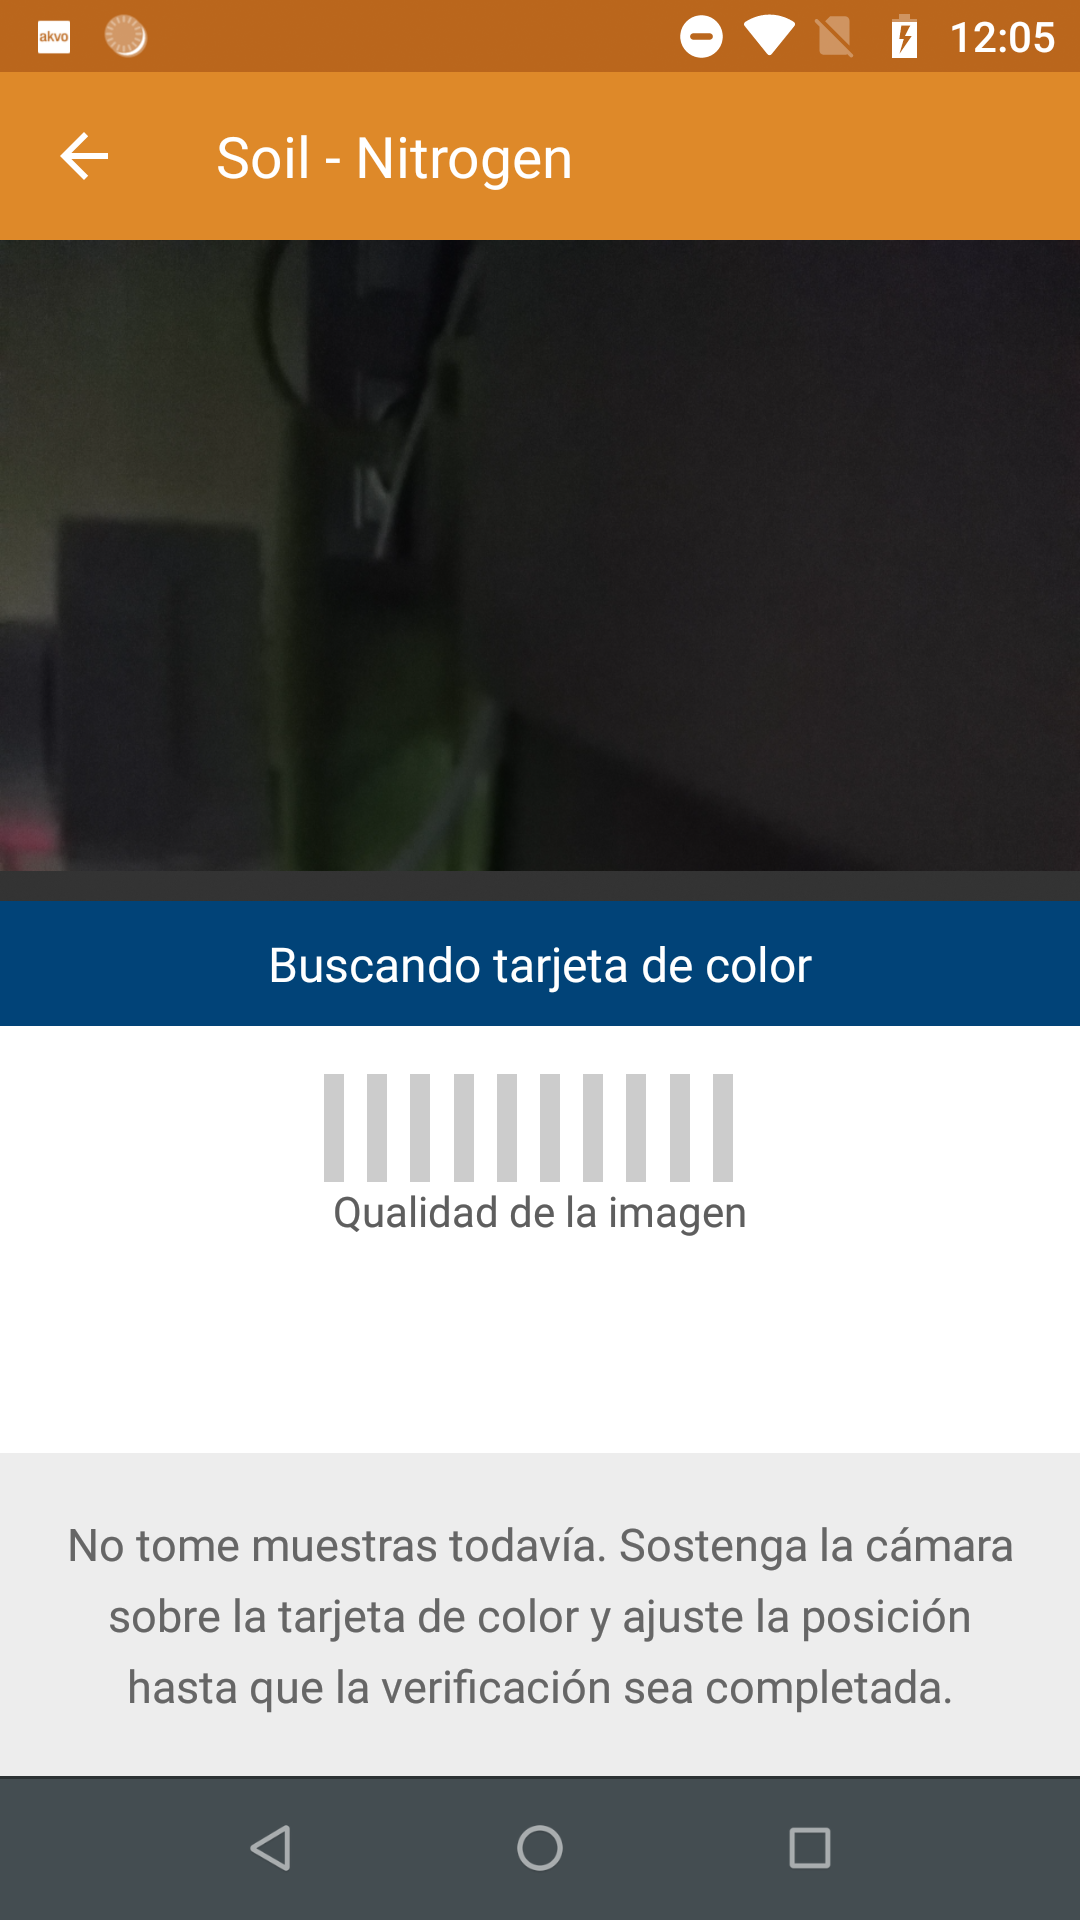 akvo
12:05
Soil - Nitrogen
Buscando tarjeta de color
Qualidad de la imagen
No tome muestras todavía. Sostenga la cámara
sobre la tarjeta de color y ajuste la posición
hasta que la verificación sea completada.